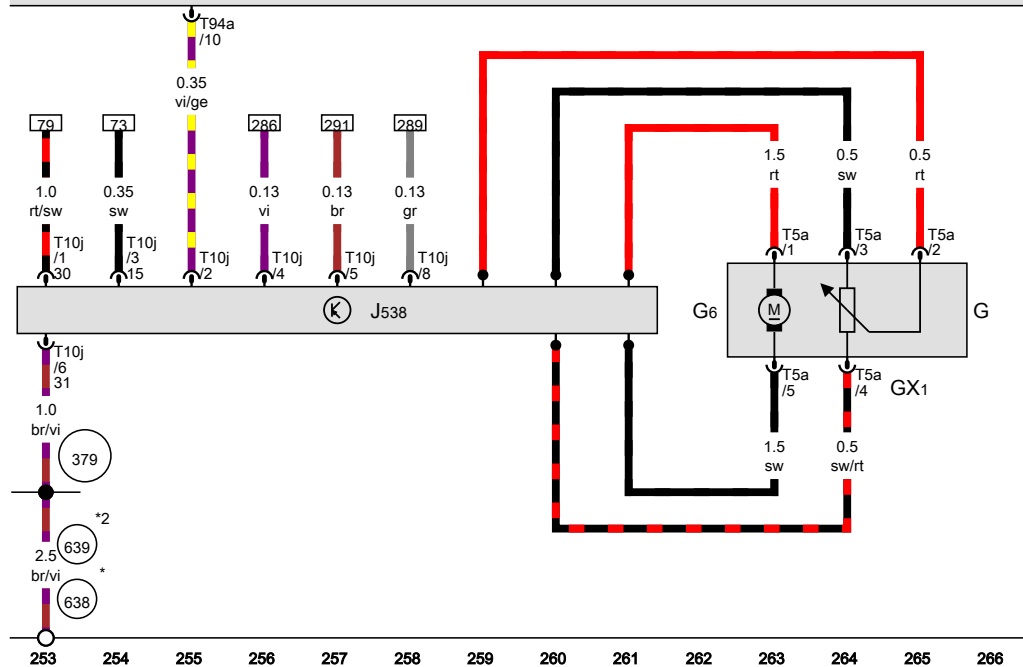 T94a
/10
0.35
vi/ge
79
73
286
291
289
1.0
rt/sw
0.35
sw
0.13
vi
0.13
br
0.13
gr
1.5
rt
0.5
sw
0.5
rt
T10j
/1
30
T10j
/3
15
T10j
/2
T10j
/4
T10j
/5
T10j
/8
T5a
/1
T5a
/3
T5a
/2
J538
G6
M
G
T10j
/6
31
T5a
/5
T5a
/4
GX1
1.0
br/vi
379
1.5
sw
0.5
sw/rt
*2
639
2.5
br/vi
*
638
253 254 255 256 257 258 259 260 261 262 263 264 265 266